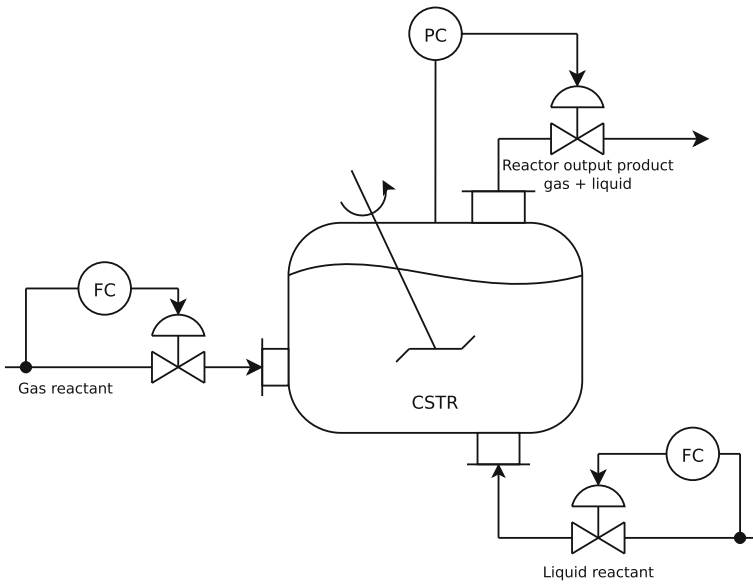 PC
Reactor output product
gas + liquid
FC
Gas reactant
CSTR
FC
Liquid reactant